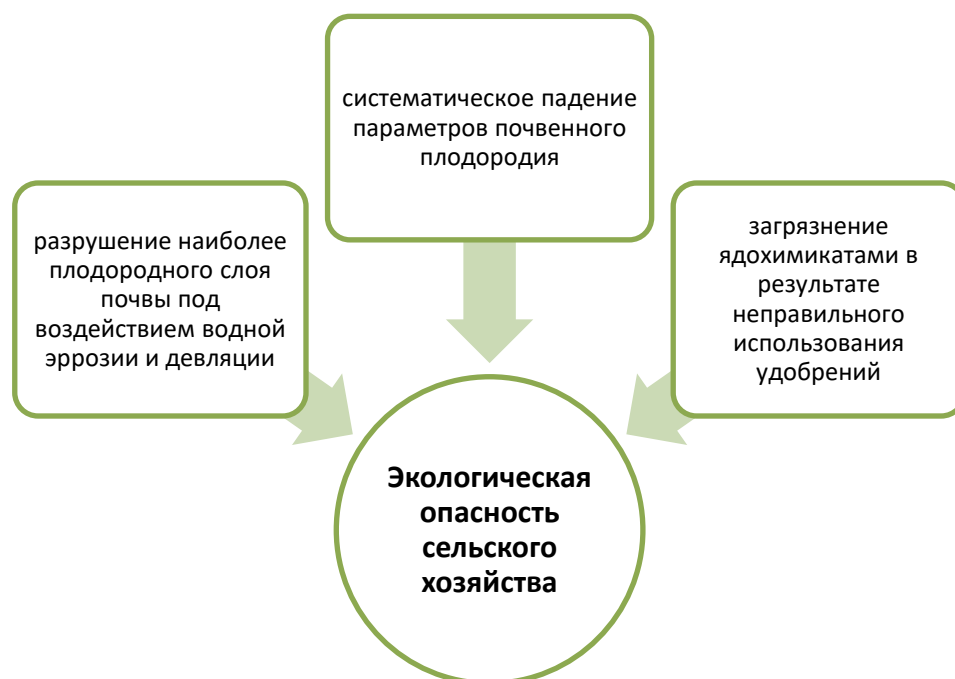 систематическое падение
параметров почвенного
плодородия
разрушение наиболее
плодородного слоя
почвы под
воздействием водной
эррозии и девляции
загрязнение
ядохимикатами в
результате
неправильного
использования
удобрений
Экологическая
опасность
сельского
хозяйства